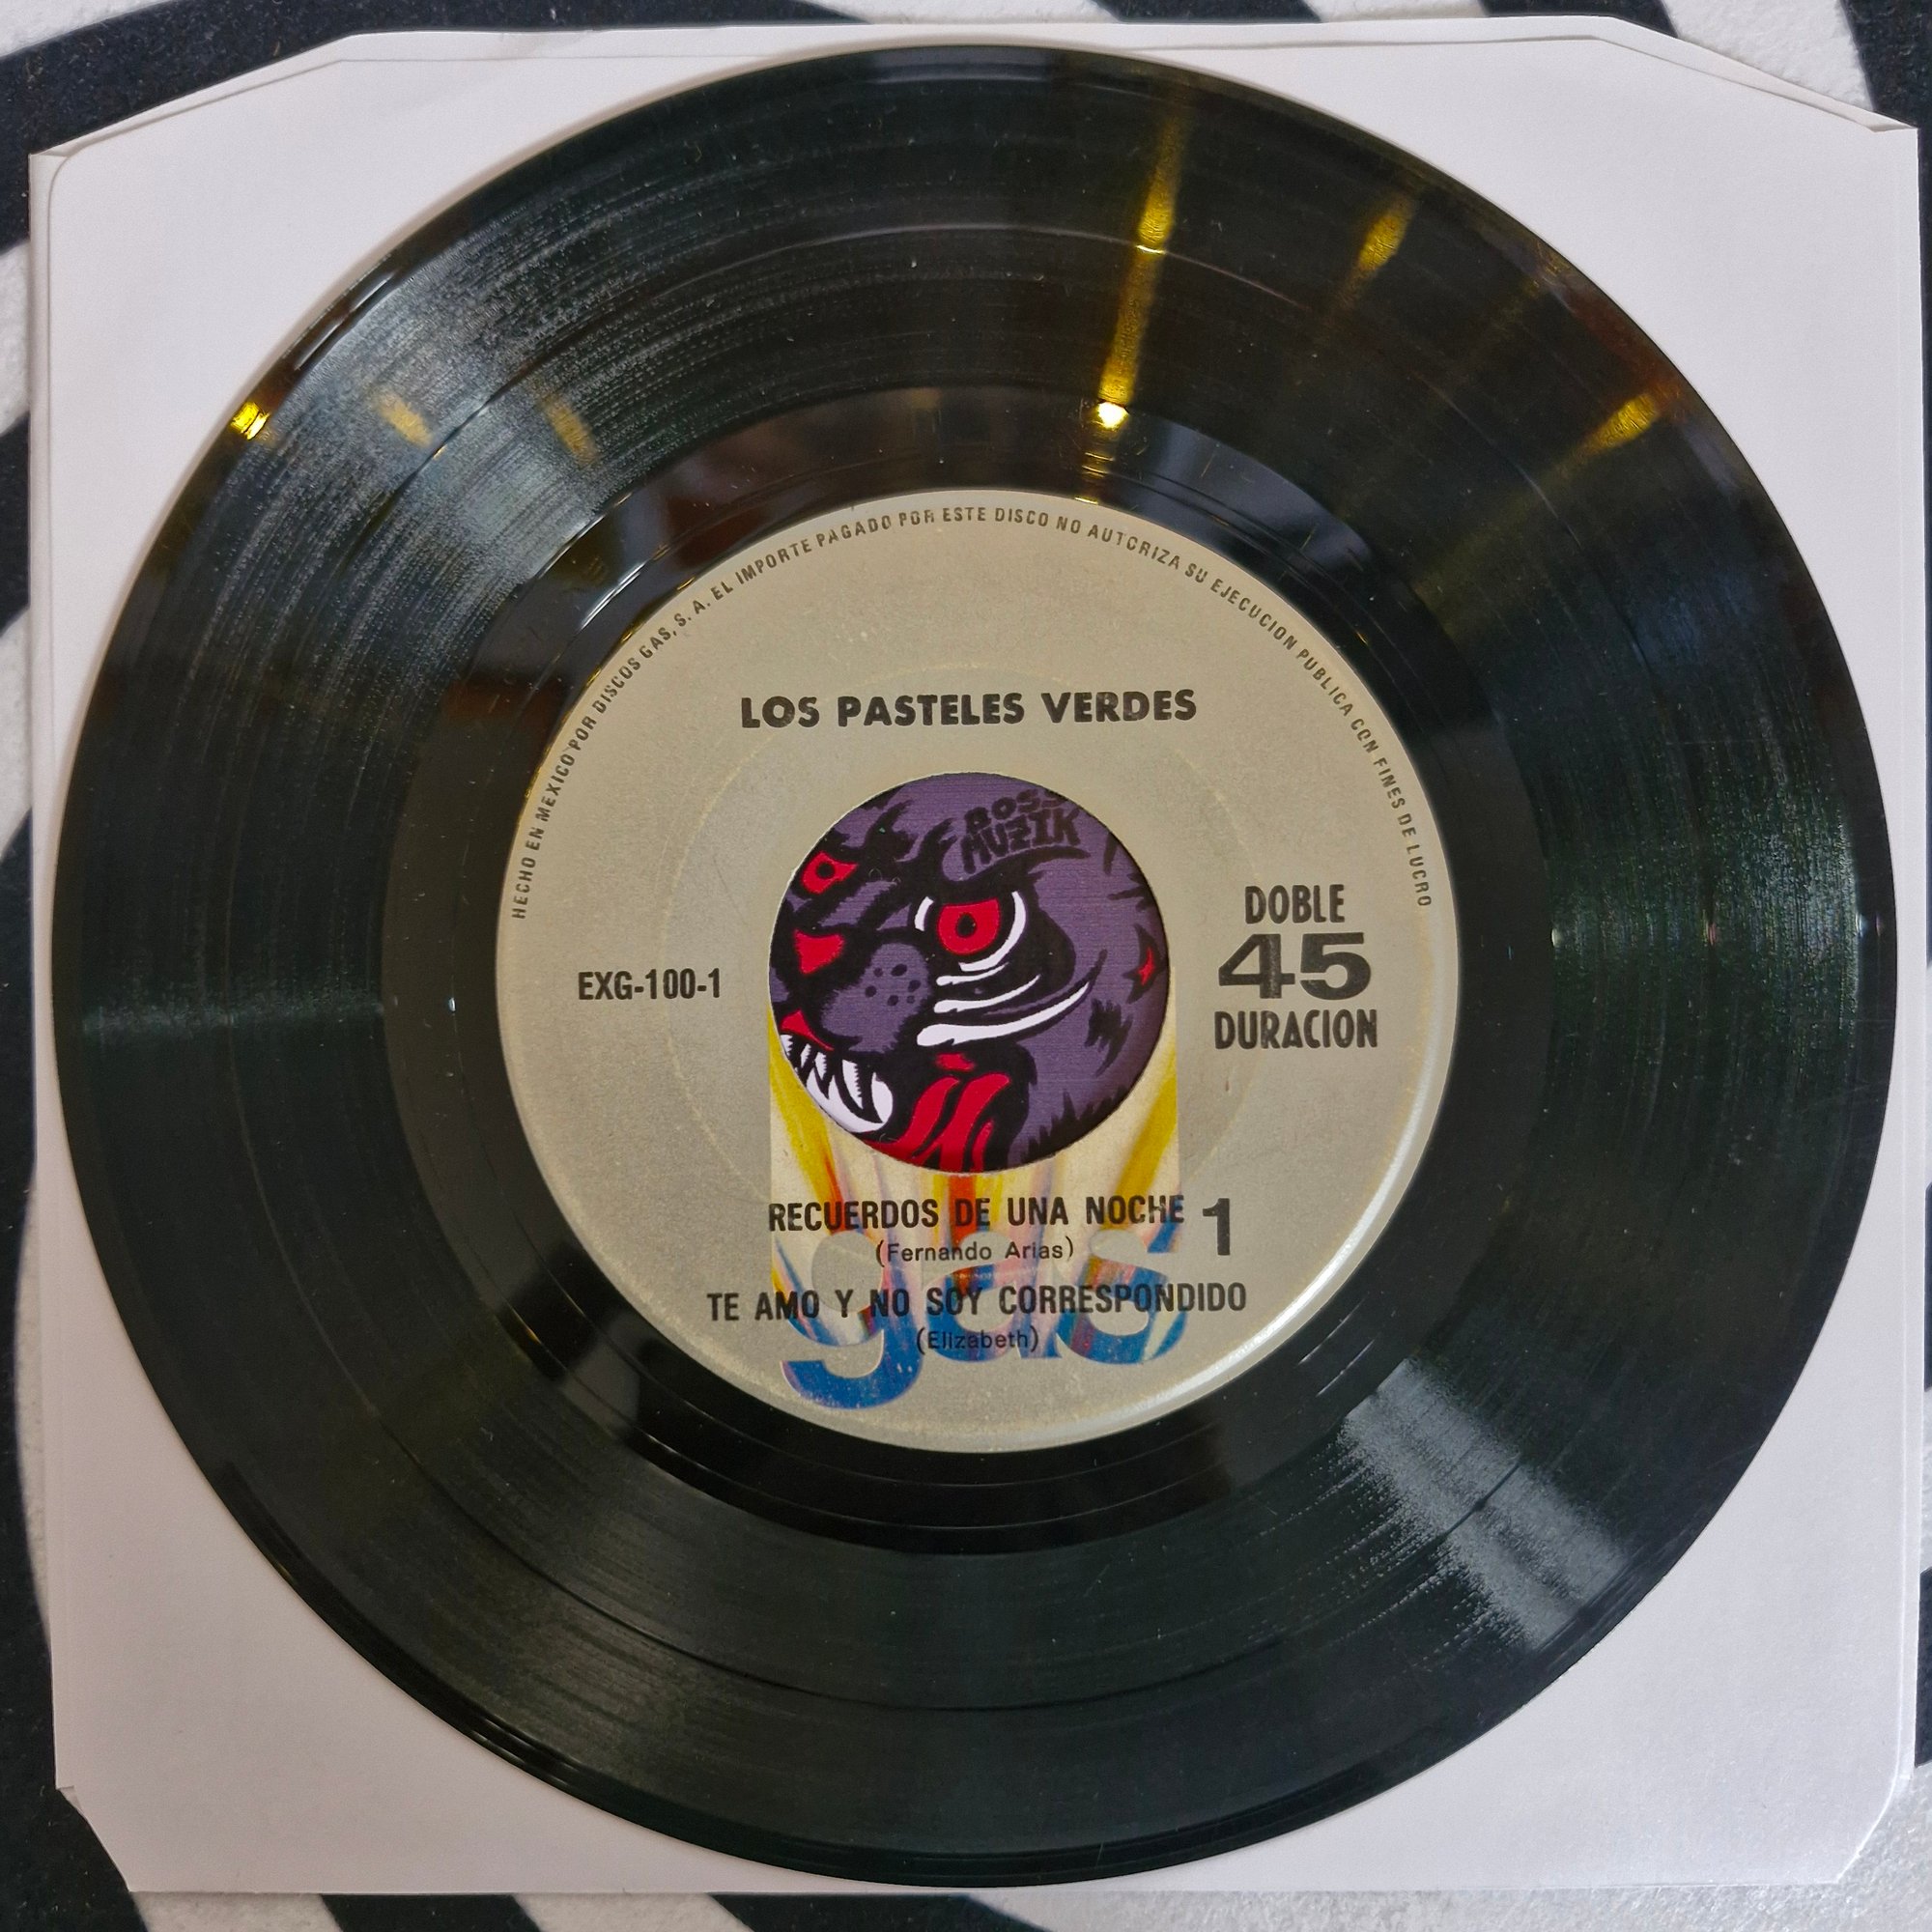 HECHO EN MEXICO POR DISCOS GAS, S. A. EL IMPORTE PAGADO POR ESTE DISCO NO AUTORIZA SU EJECUCION PUBLICA CON FINES DE LUCRO
LOS PASTELES VERDES
BOSS
MUZIK
EXG-100-1
DOBLE
45
DURACION
RECUERDOS DE UNA NOCHE 1
(Fernando Arias)
TE AMO Y NO SOY CORRESPONDIDO
(Elizabeth)
gas